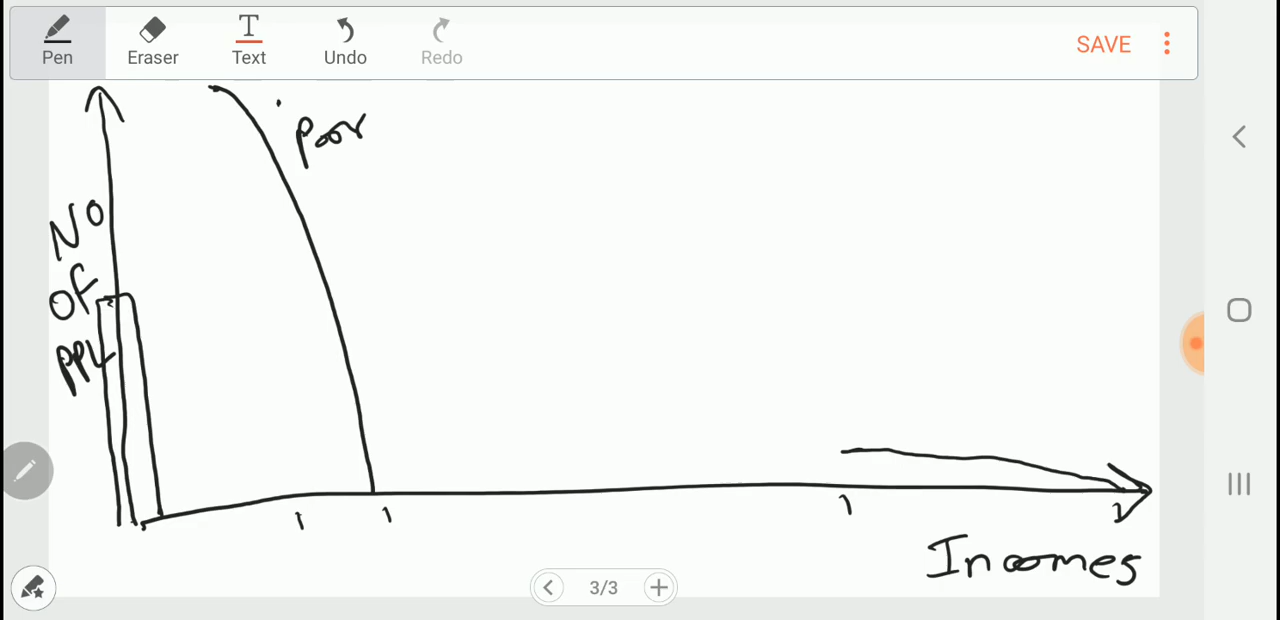 Pen Eraser Text Undo Redo SAVE
T
Poor
NO
OF
PPL
Incomes
3/3